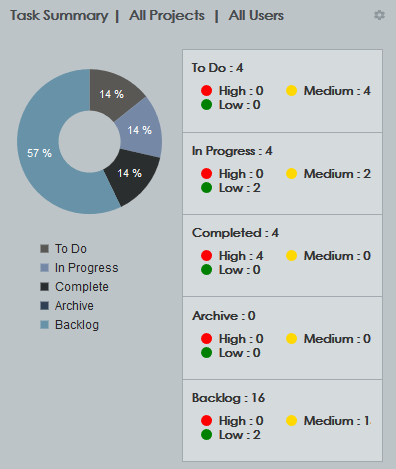 Task Summary | All Projects | All Users
14 %
14 %
14 %
57 %
To Do
In Progress
Complete
Archive
Backlog
To Do : 4
High : 0 Medium : 4
Low : 0
In Progress : 4
High : 0 Medium : 2
Low : 2
Completed : 4
High : 4 Medium : 0
Low : 0
Archive : 0
High : 0 Medium : 0
Low : 0
Backlog : 16
High : 0 Medium :
Low : 2